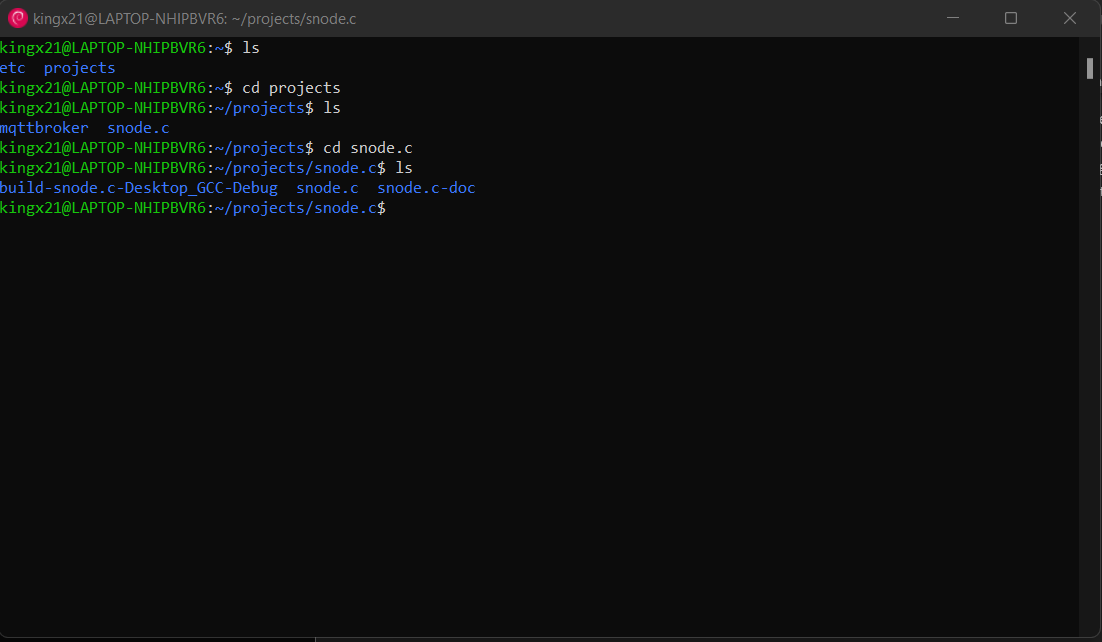 kingx21@LAPTOP-NHIPBVR6: ~/projects/snode.c
kingx21@LAPTOP-NHIPBVR6:~$ ls
etc  projects
kingx21@LAPTOP-NHIPBVR6:~$ cd projects
kingx21@LAPTOP-NHIPBVR6:~/projects$ ls
mqttbroker  snode.c
kingx21@LAPTOP-NHIPBVR6:~/projects$ cd snode.c
kingx21@LAPTOP-NHIPBVR6:~/projects/snode.c$ ls
build-snode.c-Desktop_GCC-Debug  snode.c  snode.c-doc
kingx21@LAPTOP-NHIPBVR6:~/projects/snode.c$